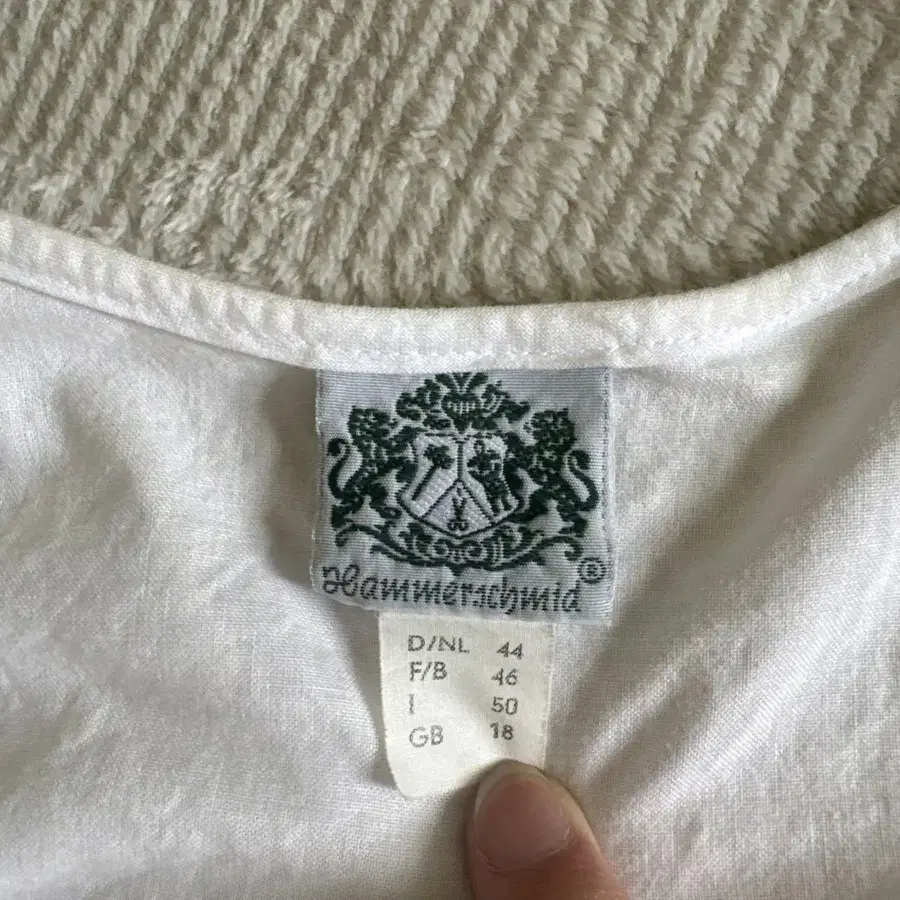 Hammerschmid®
D/NL 44
F/B 46
I 50
GB 18